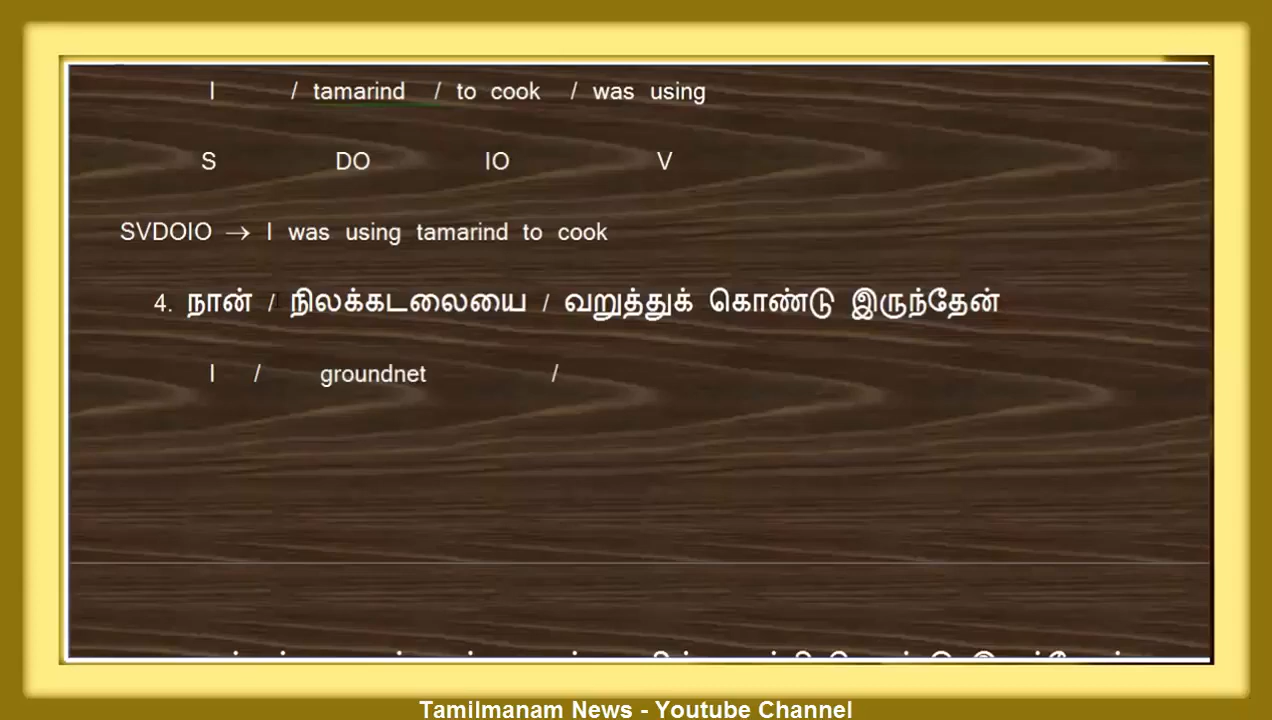 I / tamarind / to cook / was using
S DO IO V
SVDOIO → I was using tamarind to cook
4. நான் / நிலக்கடலையை / வறுத்துக் கொண்டு இருந்தேன்
I / groundnet /
Tamilmanam News - Youtube Channel